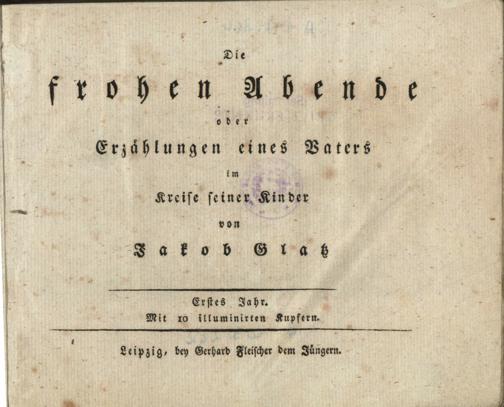 Die
frohen Abende
oder
Erzählungen eines Vaters
im
Kreise seiner Kinder
von
Jakob Glatz
Erstes Jahr.
Mit 10 illuminirten Kupfern.
Leipzig, bey Gerhard Fleischer dem Jüngern.